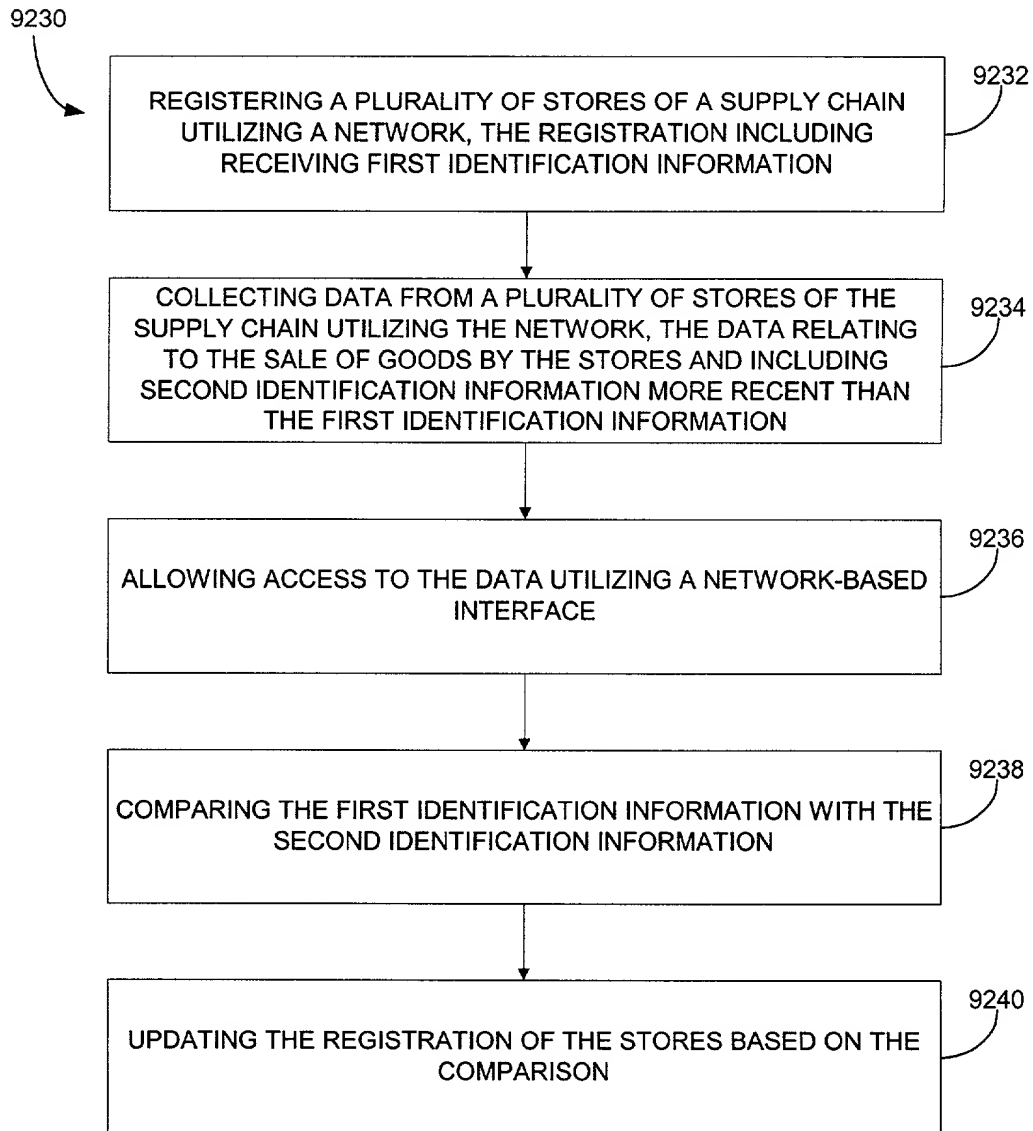 9230
9232
REGISTERING A PLURALITY OF STORES OF A SUPPLY CHAIN
UTILIZING A NETWORK, THE REGISTRATION INCLUDING
RECEIVING FIRST IDENTIFICATION INFORMATION
9234
COLLECTING DATA FROM A PLURALITY OF STORES OF THE
SUPPLY CHAIN UTILIZING THE NETWORK, THE DATA RELATING
TO THE SALE OF GOODS BY THE STORES AND INCLUDING
SECOND IDENTIFICATION INFORMATION MORE RECENT THAN
THE FIRST IDENTIFICATION INFORMATION
9236
ALLOWING ACCESS TO THE DATA UTILIZING A NETWORK-BASED
INTERFACE
9238
COMPARING THE FIRST IDENTIFICATION INFORMATION WITH THE
SECOND IDENTIFICATION INFORMATION
9240
UPDATING THE REGISTRATION OF THE STORES BASED ON THE
COMPARISON